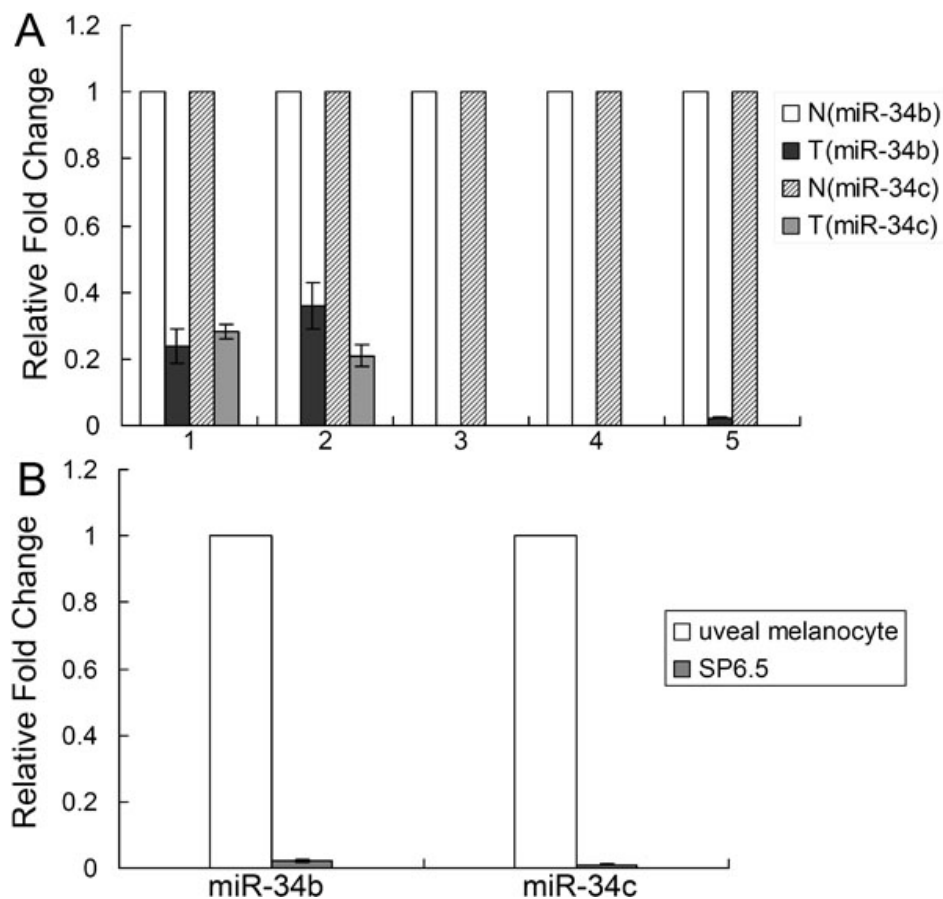 A
Relative Fold Change
1.2
1
0.8
0.6
0.4
0.2
0
1 2 3 4 5
N(miR-34b)
T(miR-34b)
N(miR-34c)
T(miR-34c)
B
Relative Fold Change
1.2
1
0.8
0.6
0.4
0.2
0
miR-34b miR-34c
uveal melanocyte
SP6.5